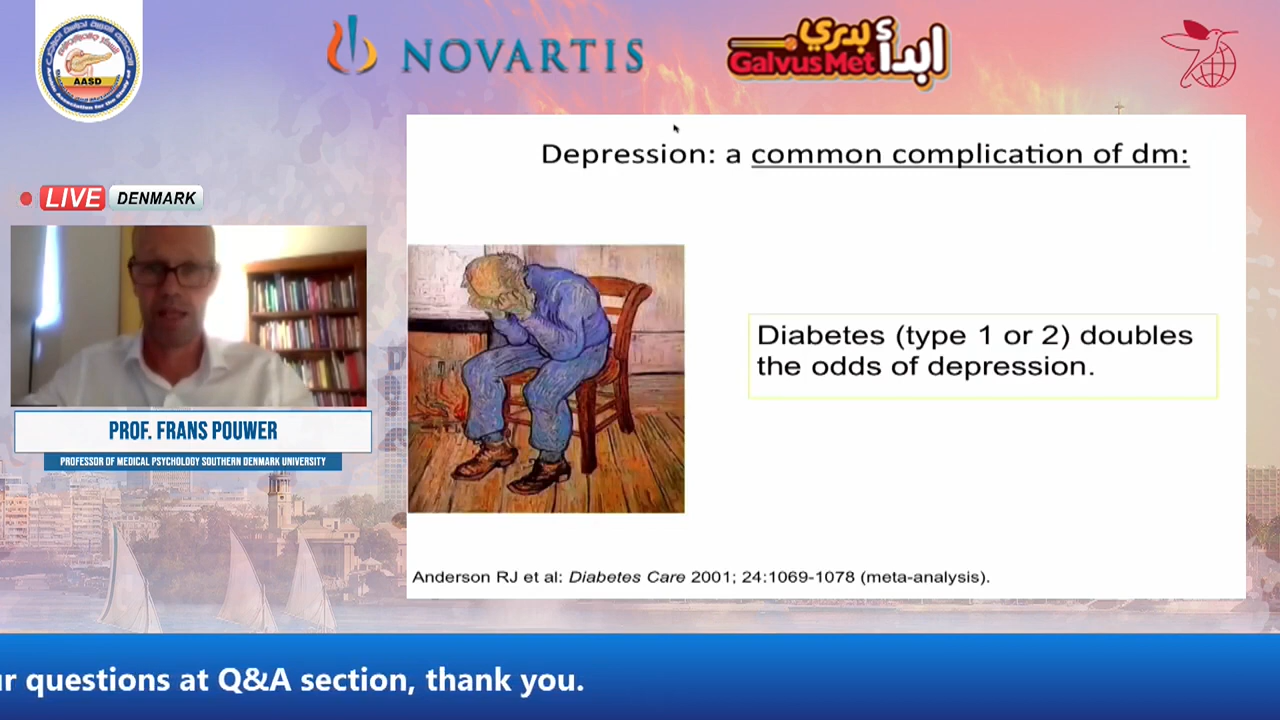 AASD
NOVARTIS
ابدأ بدري
GalvusMet
Depression: a common complication of dm:
LIVE
DENMARK
Diabetes (type 1 or 2) doubles
the odds of depression.
PROF. FRANS POUWER
PROFESSOR OF MEDICAL PSYCHOLOGY SOUTHERN DENMARK UNIVERSITY
Anderson RJ et al: Diabetes Care 2001; 24:1069-1078 (meta-analysis).
questions at Q&A section, thank you.